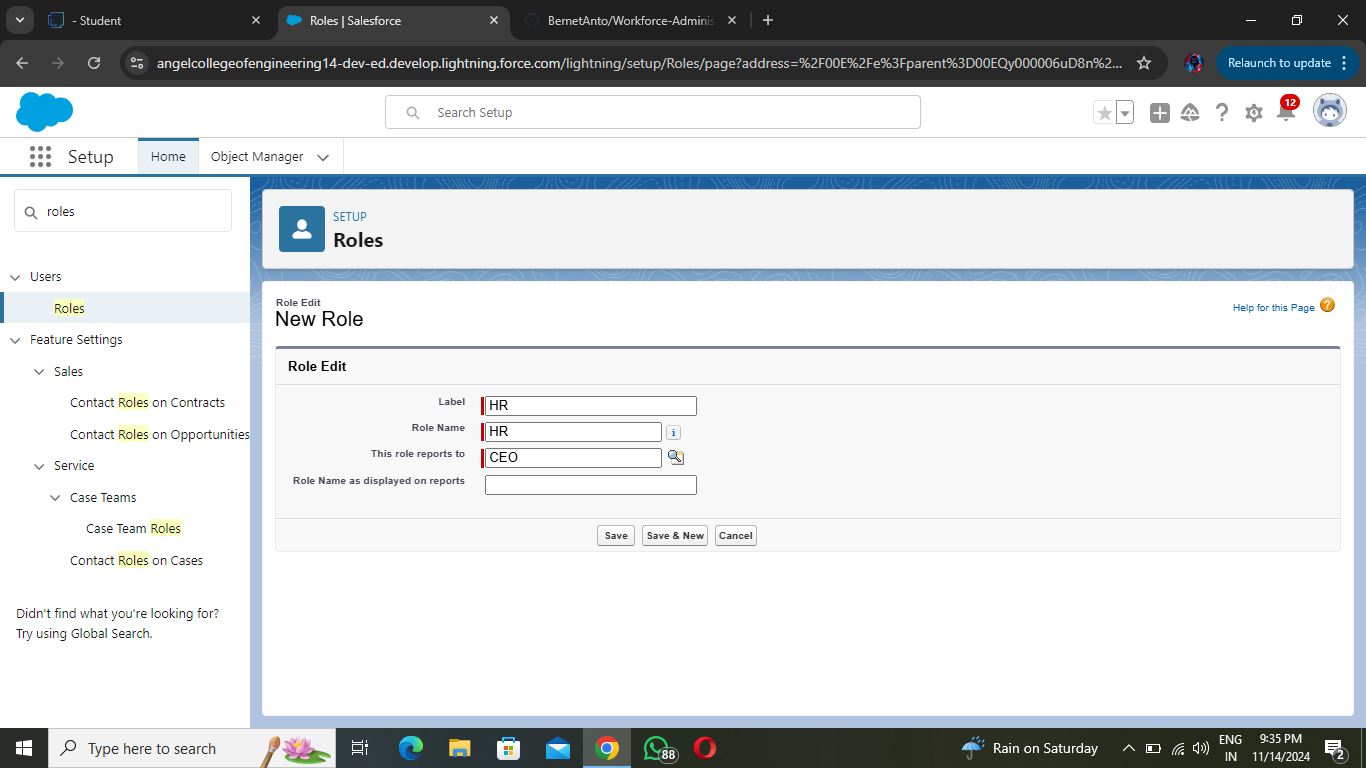 - Student
Roles | Salesforce
BernetAnto/Workforce-Adminis
angelcollegeofengineering14-dev-ed.develop.lightning.force.com/lightning/setup/Roles/page?address=%2F00E%2Fe%3Fparent%3D00EQy000006uD8n%2...
Relaunch to update
Search Setup
12
Setup
Home
Object Manager
roles
Users
Roles
Feature Settings
Sales
Contact Roles on Contracts
Contact Roles on Opportunities
Service
Case Teams
Case Team Roles
Contact Roles on Cases
Didn't find what you're looking for?
Try using Global Search.
SETUP
Roles
Role Edit
New Role
Help for this Page
Role Edit
Label HR
Role Name HR
This role reports to CEO
Role Name as displayed on reports
Save Save & New Cancel
Type here to search
88
Rain on Saturday
ENG
IN
9:35 PM
11/14/2024
2